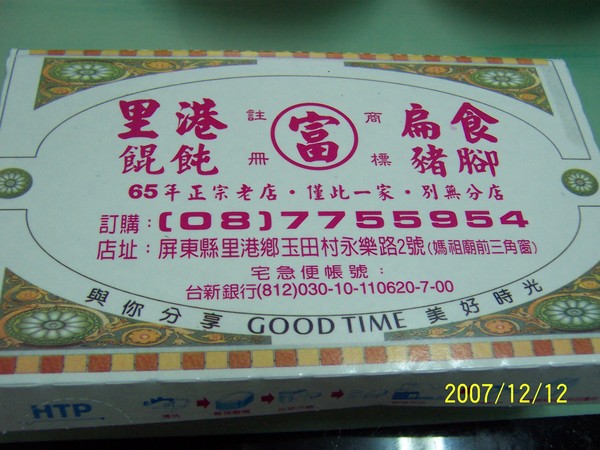 里港 註 富 商 扁食
餛飩 冊 標 豬腳
65年正宗老店・僅此一家・別無分店
訂購：(08)7755954
店址：屏東縣里港鄉玉田村永樂路2號(媽祖廟前三角窗)
宅急便帳號：
台新銀行(812)030-10-110620-7-00
與你分享 GOOD TIME 美好時光
HTP
2007/12/12